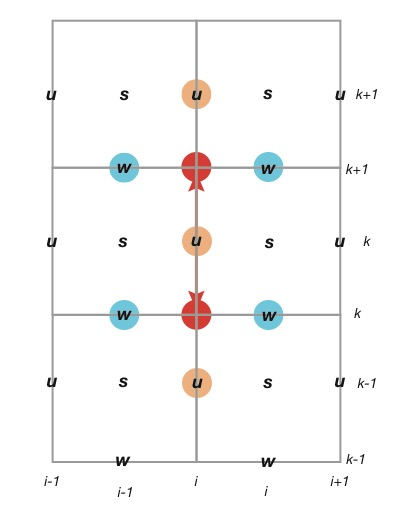 u s u s u k+1
w w k+1
u s u s u k
w w k
u s u s u k-1
w w k-1
i-1 i i+1
i-1 i